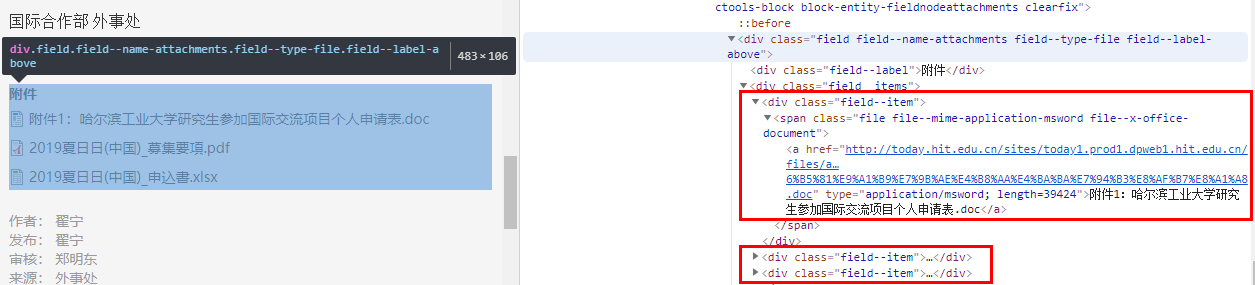 国际合作部 外事处
div.field.field--name-attachments.field--type-file.field--label-a
bove
483 × 106
附件
附件1：哈尔滨工业大学研究生参加国际交流项目个人申请表.doc
2019夏日日(中国)_募集要項.pdf
2019夏日日(中国)_申込書.xlsx
作者： 翟宁
发布： 翟宁
审核： 郑明东
来源： 外事处
ctools-block block-entity-fieldnodeattachments clearfix">
::before
▼<div class="field field--name-attachments field--type-file field--label-
above">
<div class="field--label">附件</div>
▼<div class="field__items">
▼<div class="field--item">
▼<span class="file file--mime-application-msword file--x-office-
document">
<a href="http://today.hit.edu.cn/sites/today1.prod1.dpweb1.hit.edu.cn/
files/a…
6%B5%81%E9%A1%B9%E7%9B%AE%E4%B8%AA%E4%BA%BA%E7%94%B3%E8%AF%B7%E8%A1%A8
.doc" type="application/msword; length=39424">附件1：哈尔滨工业大学研究
生参加国际交流项目个人申请表.doc</a>
</span>
</div>
▶<div class="field--item">…</div>
▶<div class="field--item">…</div>